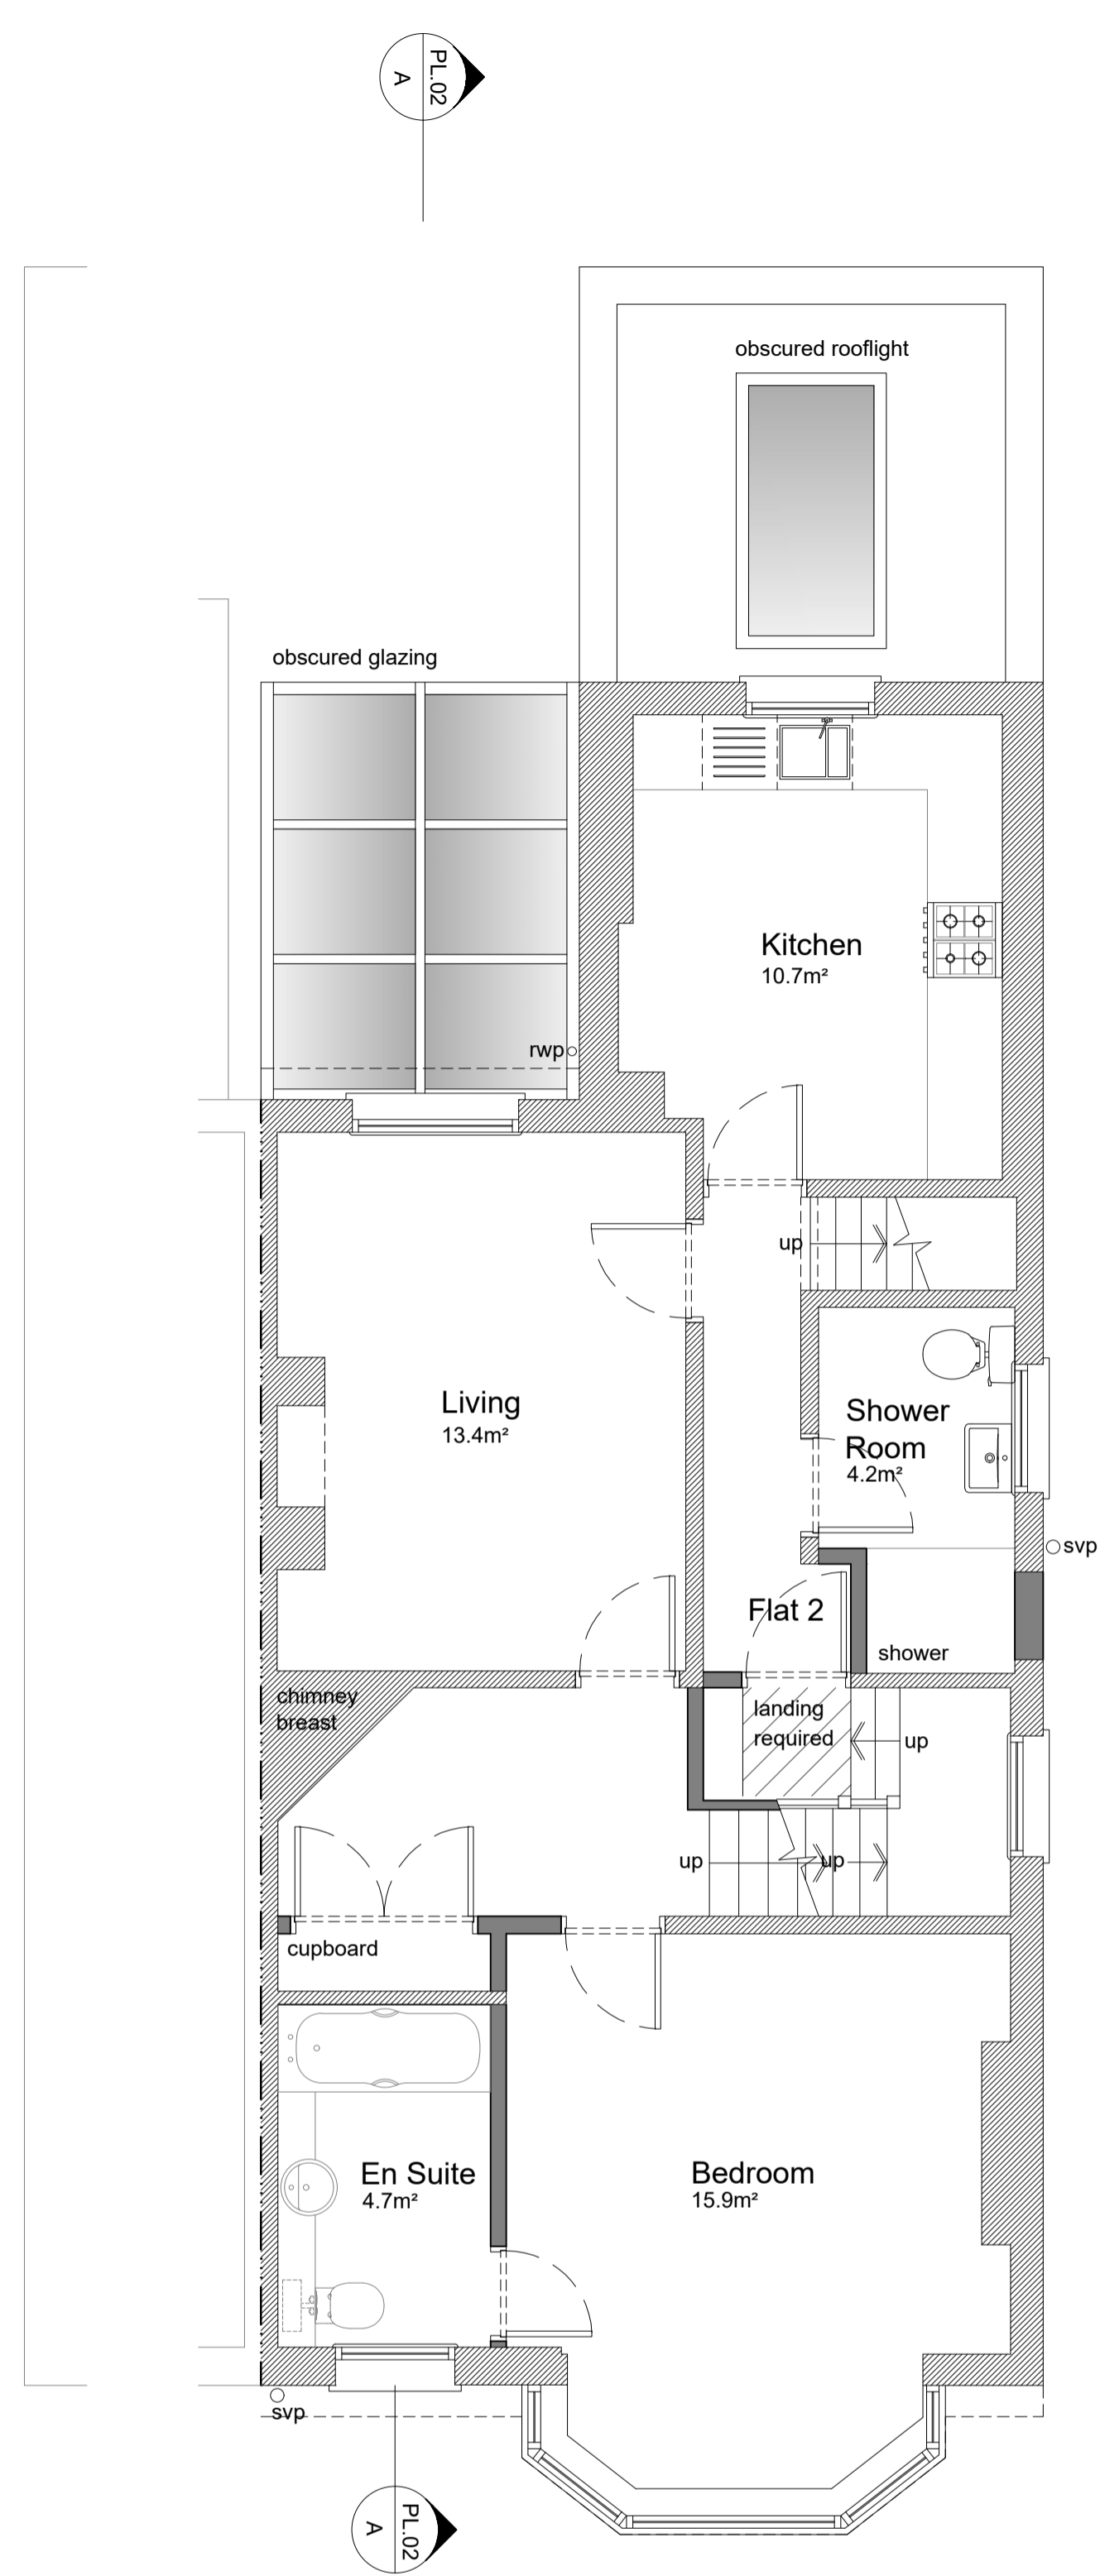 PL.02
A
obscured rooflight
obscured glazing
Kitchen
10.7m²
rwp
up
Living
13.4m²
Shower
Room
4.2m²
svp
Flat 2
shower
chimney
breast
landing
required
up
up
up
cupboard
En Suite
4.7m²
Bedroom
15.9m²
svp
PL.02
A